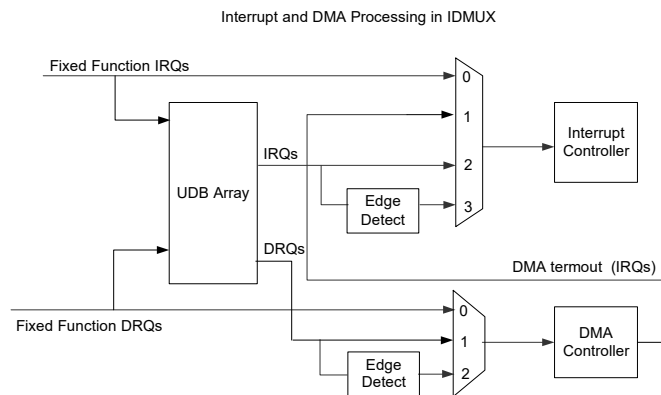 Interrupt and DMA Processing in IDMUX
Fixed Function IRQs
0
1
Interrupt
Controller
IRQs
2
UDB Array
Edge
Detect
3
DRQs
DMA termout (IRQs)
Fixed Function DRQs
0
1
DMA
Controller
Edge
Detect
2